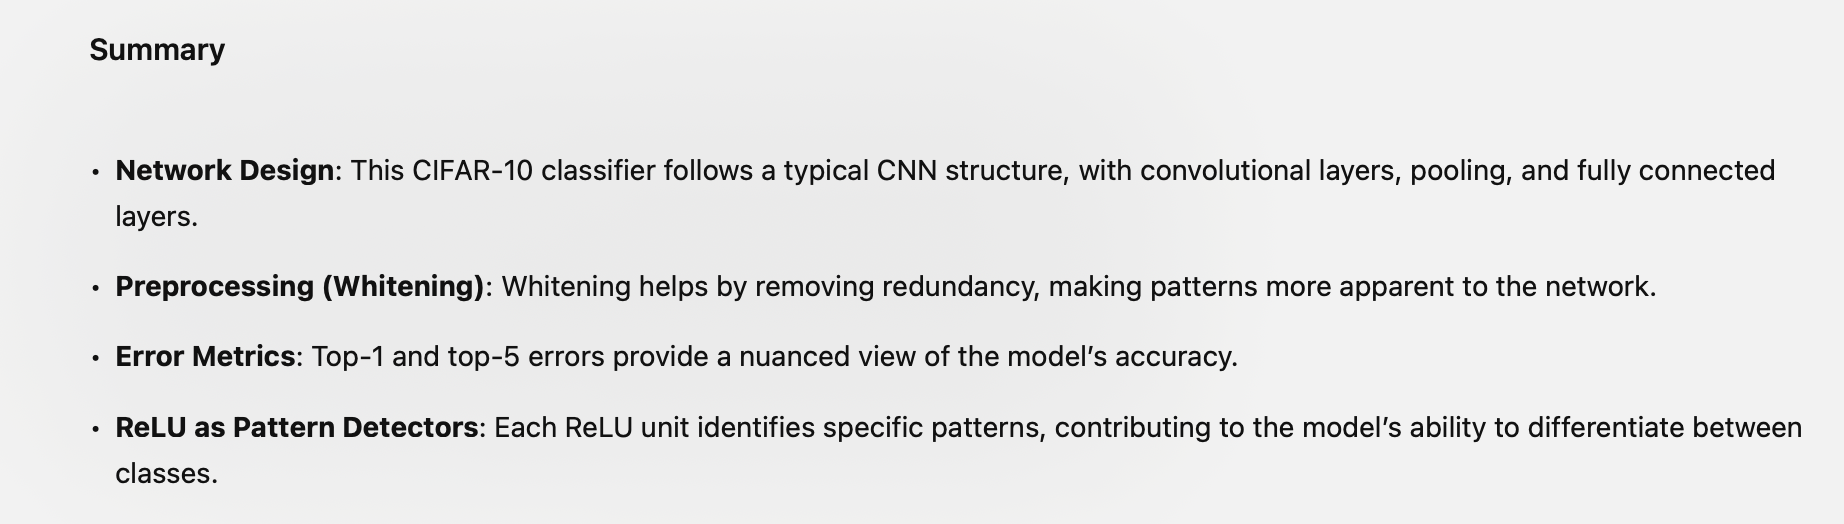 Summary
• Network Design: This CIFAR-10 classifier follows a typical CNN structure, with convolutional layers, pooling, and fully connected
layers.
• Preprocessing (Whitening): Whitening helps by removing redundancy, making patterns more apparent to the network.
• Error Metrics: Top-1 and top-5 errors provide a nuanced view of the model’s accuracy.
• ReLU as Pattern Detectors: Each ReLU unit identifies specific patterns, contributing to the model’s ability to differentiate between
classes.